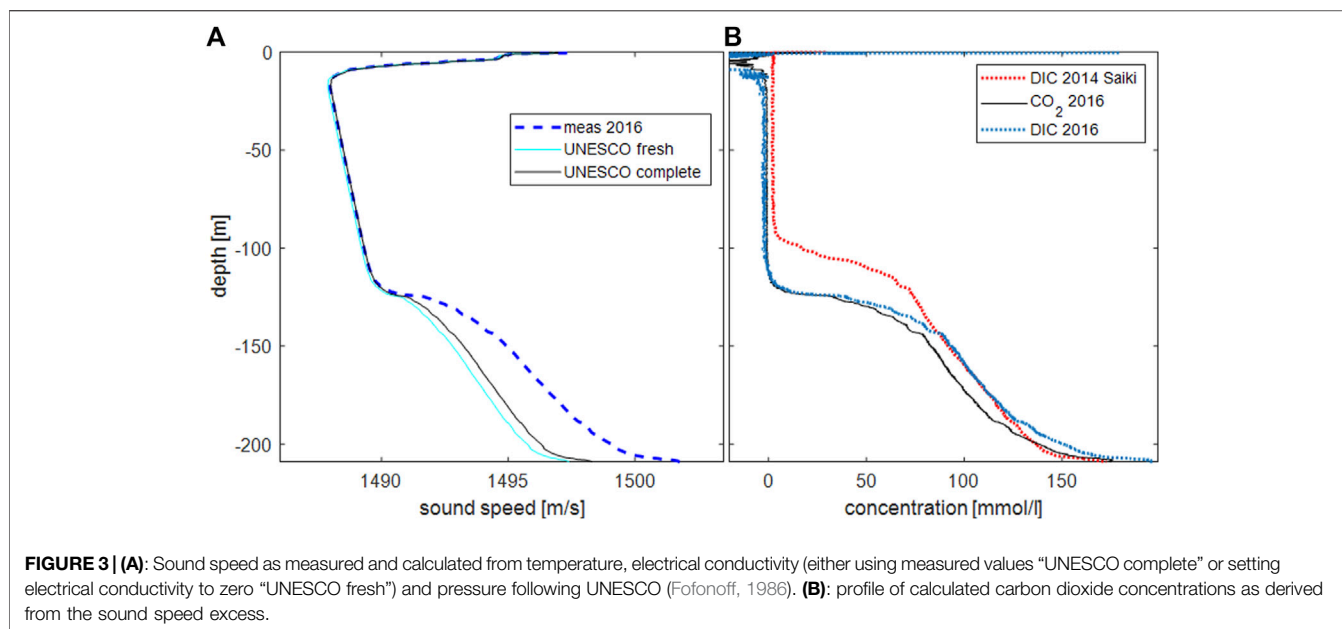 A
B
0
-50
-100
-150
-200
depth [m]
meas 2016
UNESCO fresh
UNESCO complete
DIC 2014 Saiki
CO2 2016
DIC 2016
1490 1495 1500
sound speed [m/s]
0 50 100 150
concentration [mmol/l]
FIGURE 3 | (A): Sound speed as measured and calculated from temperature, electrical conductivity (either using measured values “UNESCO complete” or setting
electrical conductivity to zero “UNESCO fresh”) and pressure following UNESCO (Fofonoff, 1986). (B): profile of calculated carbon dioxide concentrations as derived
from the sound speed excess.